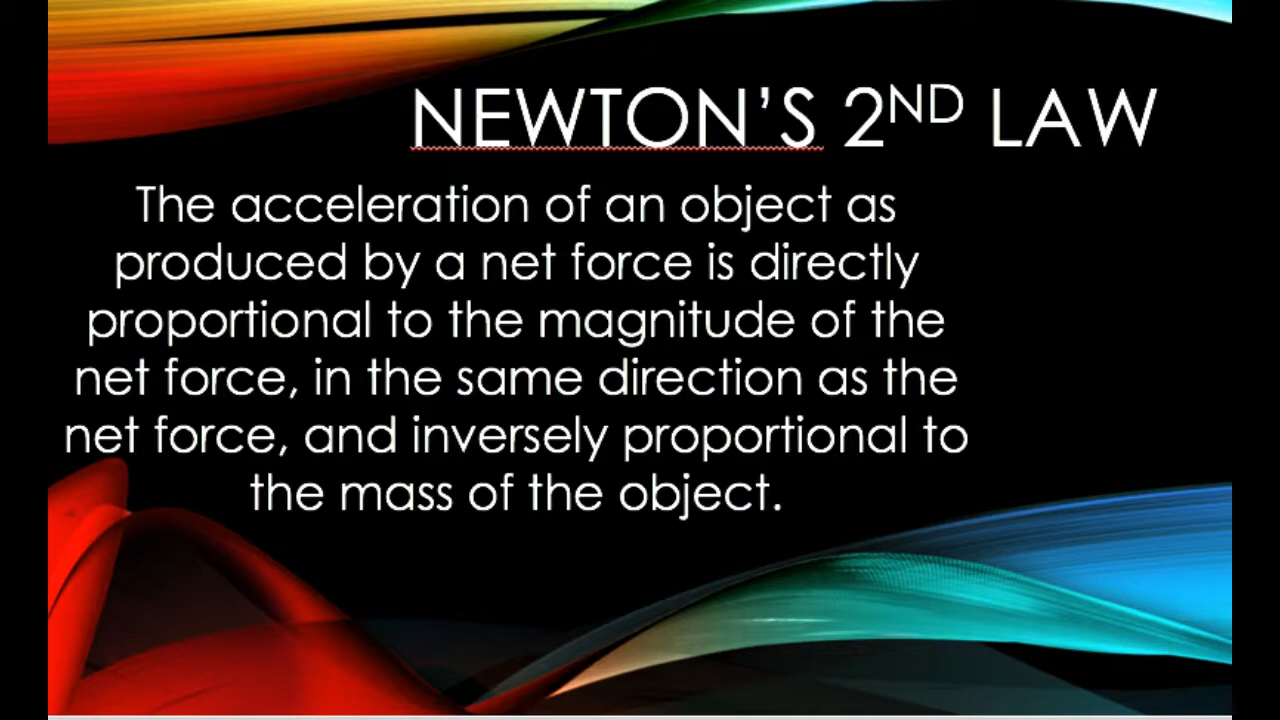 NEWTON’S 2ND LAW
The acceleration of an object as
produced by a net force is directly
proportional to the magnitude of the
net force, in the same direction as the
net force, and inversely proportional to
the mass of the object.